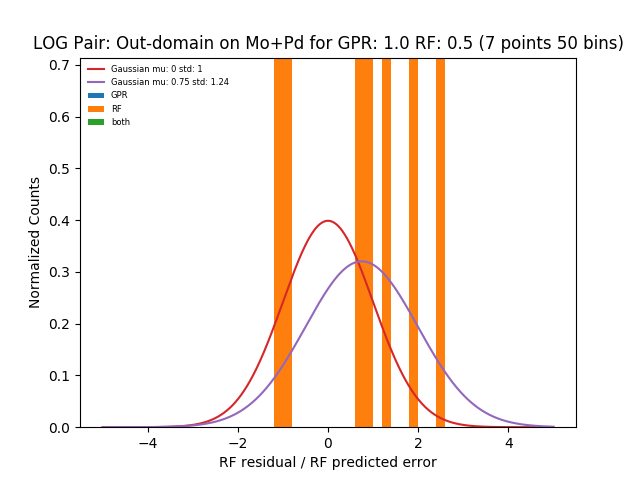 LOG Pair: Out-domain on Mo+Pd for GPR: 1.0 RF: 0.5 (7 points 50 bins)
Gaussian mu: 0 std: 1
Gaussian mu: 0.75 std: 1.24
GPR
RF
both
0.7
0.6
0.5
0.4
0.3
0.2
0.1
0.0
Normalized Counts
−4
−2
0
2
4
RF residual / RF predicted error